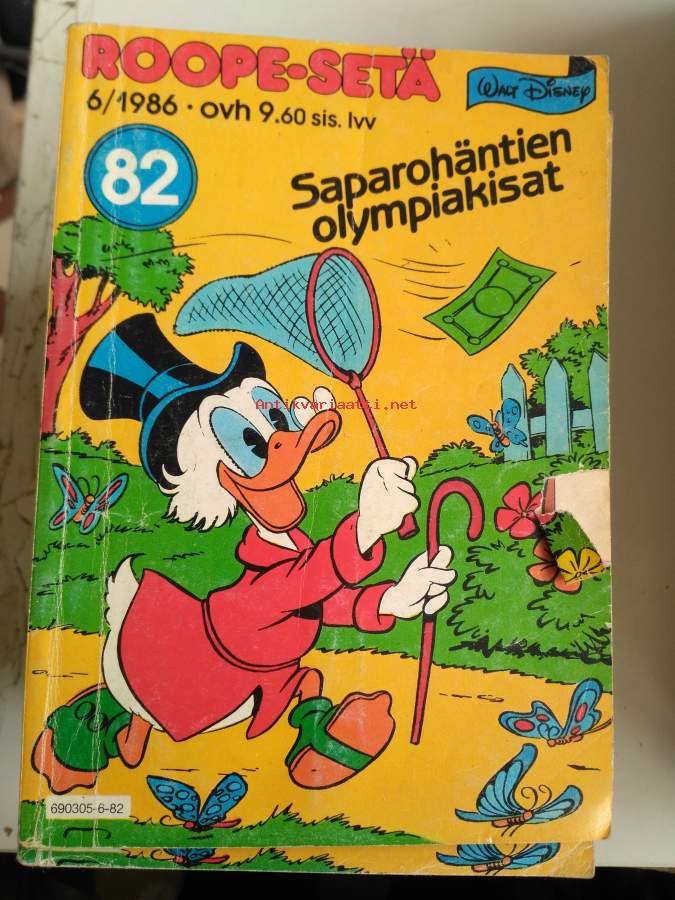 ROOPE-SETÄ
WALT DISNEY
6/1986 • ovh 9.60 sis. lvv
82
Saparohäntien
olympiakisat
Antikvariaatti.net
690305-6-82